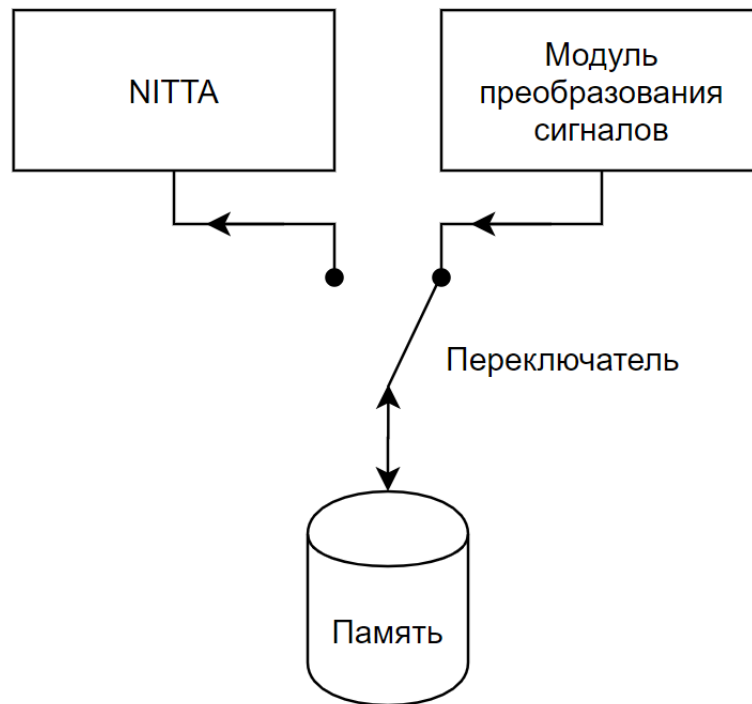 NITTA
Модуль
преобразования
сигналов
Переключатель
Память